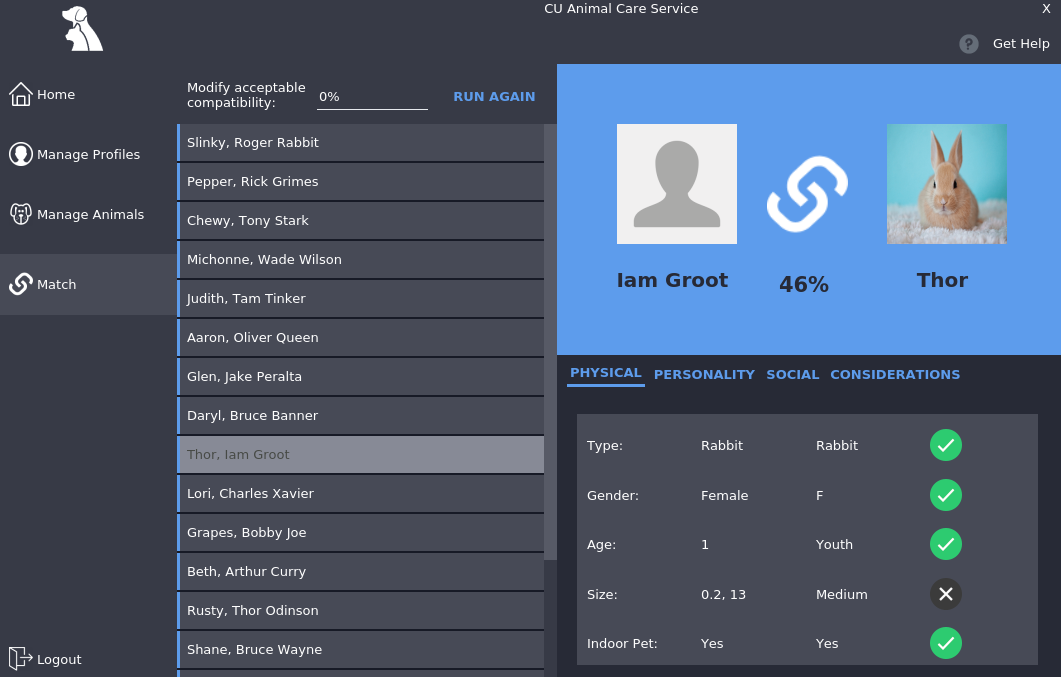 CU Animal Care Service
X
? Get Help
Home
Manage Profiles
Manage Animals
Match
Logout
Modify acceptable
compatibility:
0%
RUN AGAIN
Slinky, Roger Rabbit
Pepper, Rick Grimes
Chewy, Tony Stark
Michonne, Wade Wilson
Judith, Tam Tinker
Aaron, Oliver Queen
Glen, Jake Peralta
Daryl, Bruce Banner
Thor, Iam Groot
Lori, Charles Xavier
Grapes, Bobby Joe
Beth, Arthur Curry
Rusty, Thor Odinson
Shane, Bruce Wayne
Iam Groot
46%
Thor
PHYSICAL PERSONALITY SOCIAL CONSIDERATIONS
Type: Rabbit Rabbit
Gender: Female F
Age: 1 Youth
Size: 0.2, 13 Medium
Indoor Pet: Yes Yes